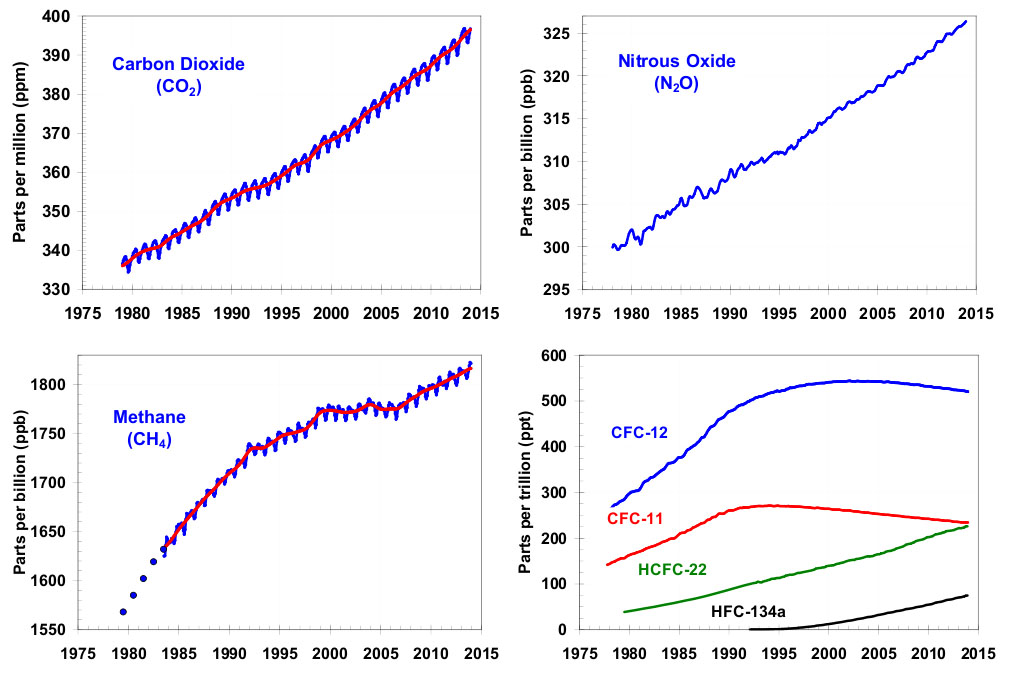 Parts per million (ppm)
400
390
380
370
360
350
340
330
Carbon Dioxide
(CO₂)
1975 1980 1985 1990 1995 2000 2005 2010 2015
Parts per billion (ppb)
325
320
315
310
305
300
295
Nitrous Oxide
(N₂O)
1975 1980 1985 1990 1995 2000 2005 2010 2015
Parts per billion (ppb)
1800
1750
1700
1650
1600
1550
Methane
(CH₄)
1975 1980 1985 1990 1995 2000 2005 2010 2015
Parts per trillion (ppt)
600
500
400
300
200
100
0
CFC-12
CFC-11
HCFC-22
HFC-134a
1975 1980 1985 1990 1995 2000 2005 2010 2015